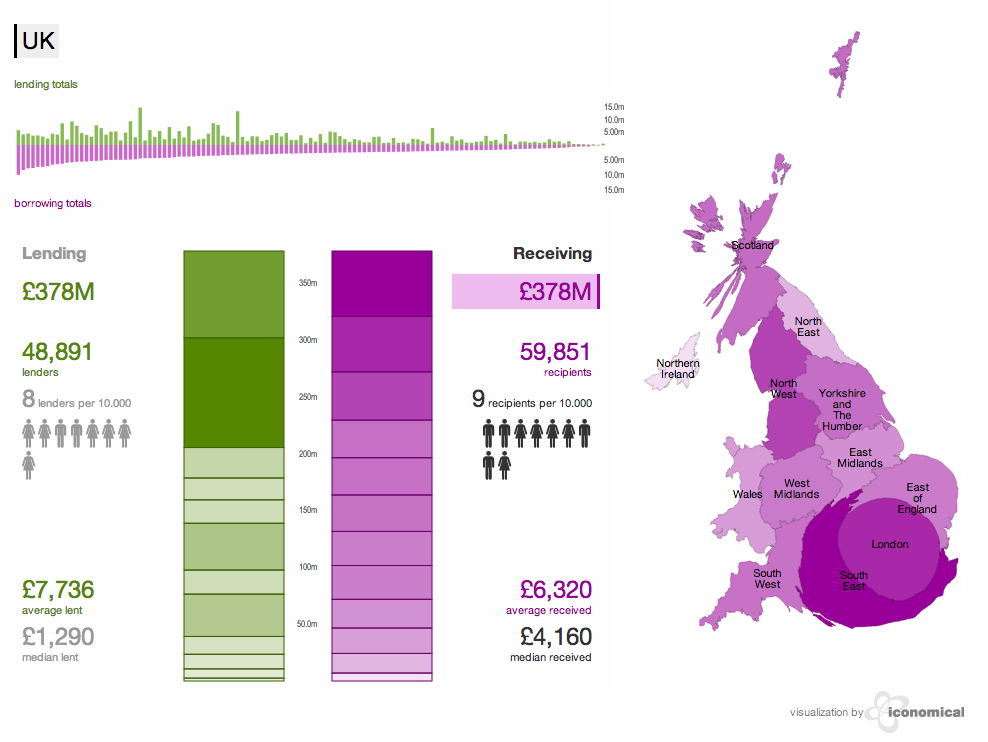 UK
lending totals
15.0m
10.0m
5.00m
5.00m
10.0m
15.0m
borrowing totals
Lending
£378M
48,891
lenders
8 lenders per 10.000
£7,736
average lent
£1,290
median lent
350m
300m
250m
200m
150m
100m
50.0m
Receiving
£378M
59,851
recipients
9 recipients per 10.000
£6,320
average received
£4,160
median received
Scotland
North
East
Northern
Ireland
North
West
Yorkshire
and
The
Humber
East
Midlands
Wales
West
Midlands
East
of
England
London
South
West
South
East
visualization by iconomical